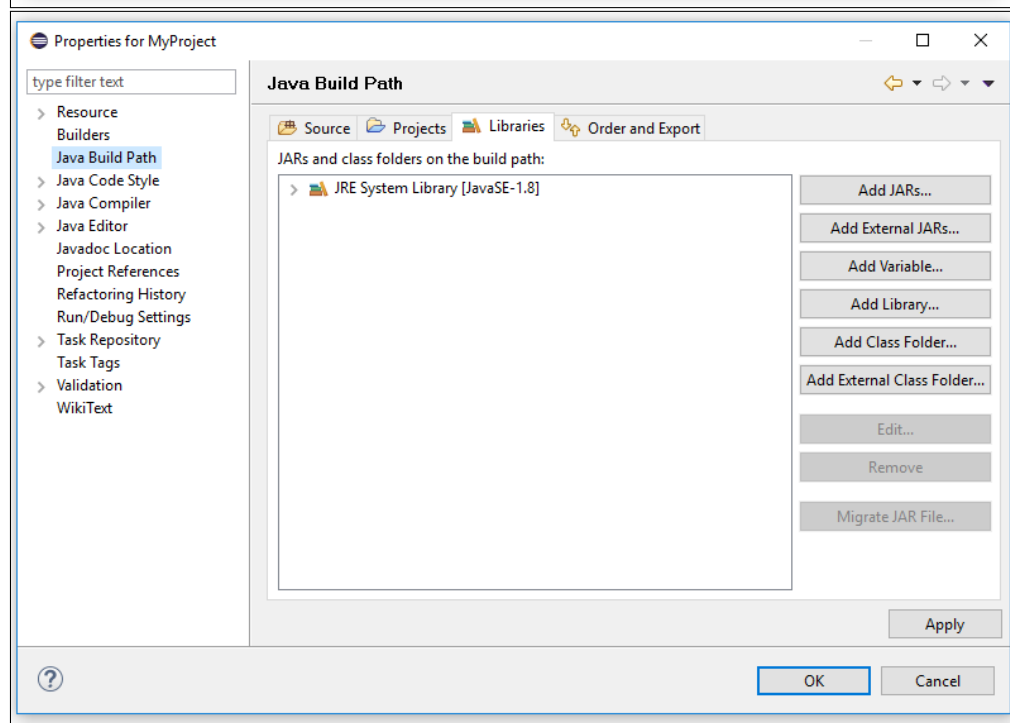 Properties for MyProject
type filter text
Resource
Builders
Java Build Path
Java Code Style
Java Compiler
Java Editor
Javadoc Location
Project References
Refactoring History
Run/Debug Settings
Task Repository
Task Tags
Validation
WikiText
Java Build Path
Source Projects Libraries Order and Export
JARs and class folders on the build path:
JRE System Library [JavaSE-1.8]
Add JARs...
Add External JARs...
Add Variable...
Add Library...
Add Class Folder...
Add External Class Folder...
Edit...
Remove
Migrate JAR File...
Apply
?
OK Cancel